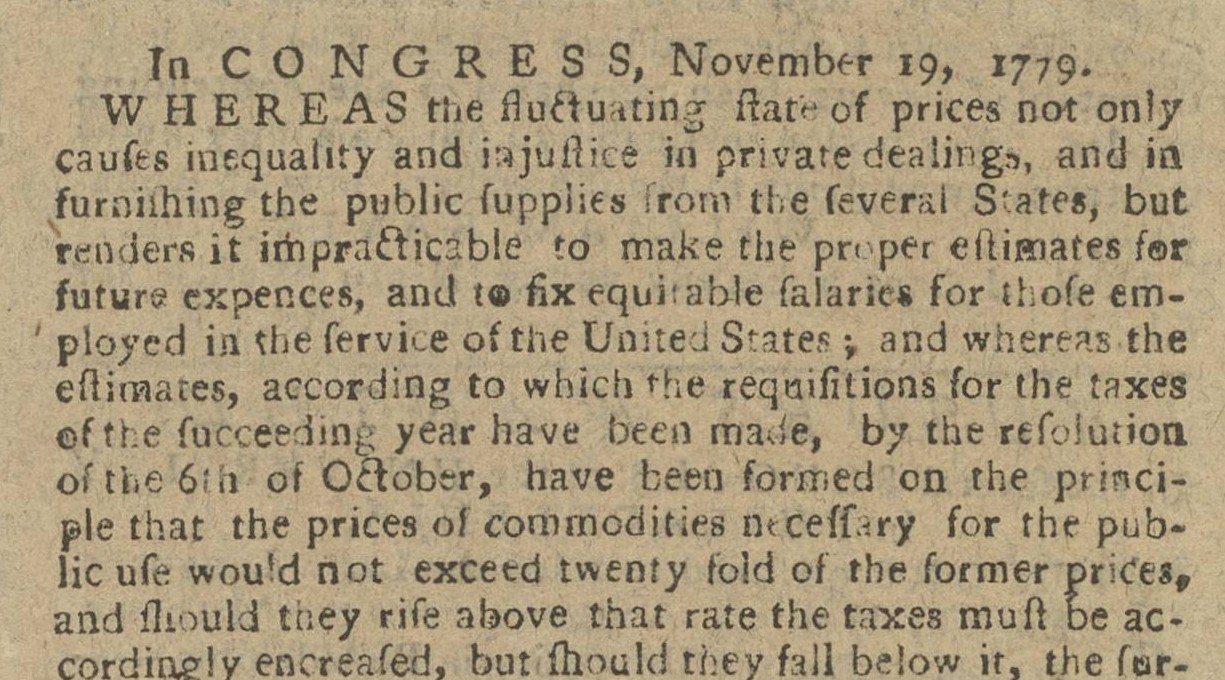 In CONGRESS, November 19, 1779.
WHEREAS the fluctuating ſtate of prices not only
cauſes inequality and injuſtice in private dealings, and in
furniſhing the public ſupplies from the ſeveral States, but
renders it impracticable to make the proper eſtimates for
future expences, and to fix equitable ſalaries for thoſe em-
ployed in the ſervice of the United States; and whereas the
eſtimates, according to which the requiſitions for the taxes
of the ſucceeding year have been made, by the reſolution
of the 6th of October, have been formed on the princi-
ple that the prices of commodities neceſſary for the pub-
lic uſe would not exceed twenty fold of the former prices,
and ſhould they riſe above that rate the taxes muſt be ac-
cordingly encreaſed, but ſhould they fall below it, the ſur-